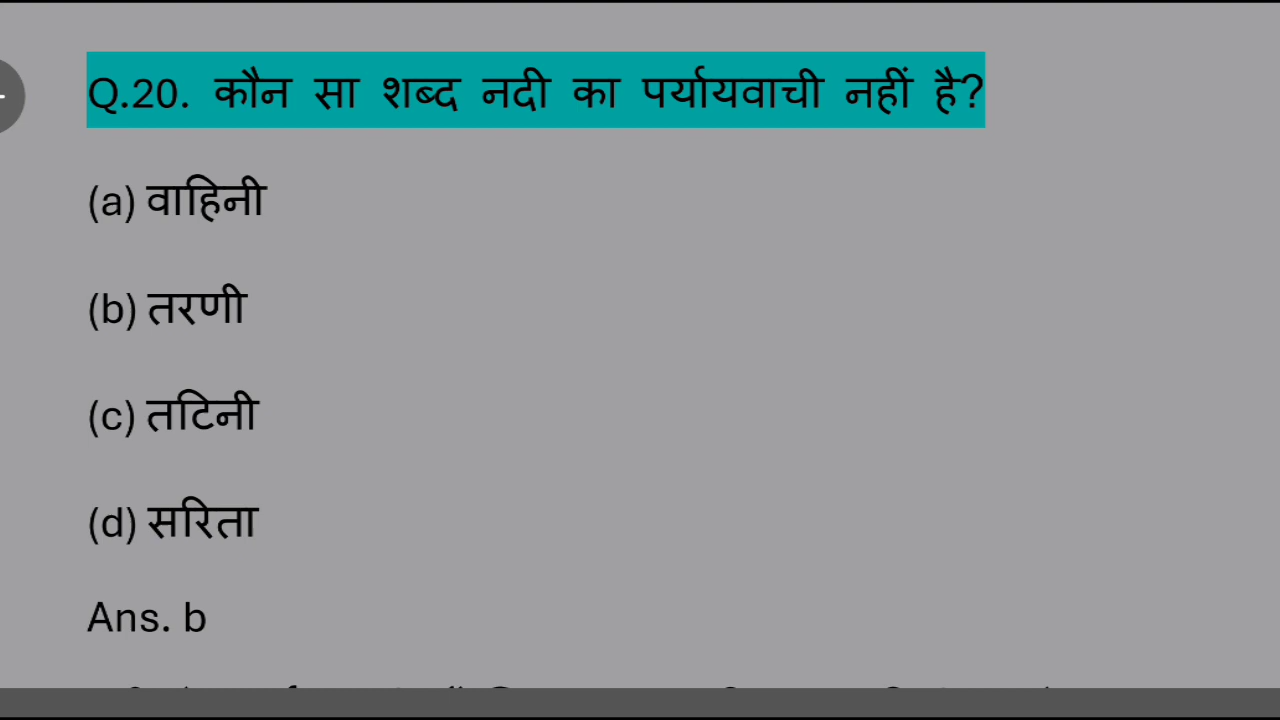 Q.20. कौन सा शब्द नदी का पर्यायवाची नहीं है?
(a) वाहिनी
(b) तरणी
(c) तटिनी
(d) सरिता
Ans. b